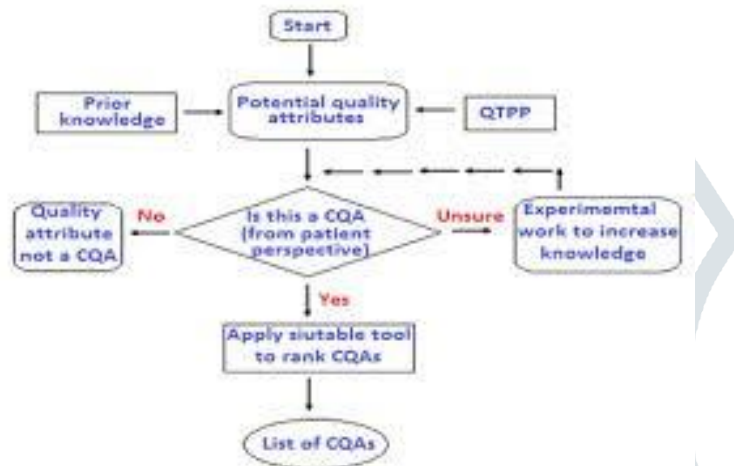 Start
Prior
knowledge
Potential quality
attributes
QTPP
Quality
attribute
not a CQA
No
Is this a CQA
(from patient
perspective)
Unsure
Experimemtal
work to increase
knowledge
Yes
Apply siutable tool
to rank CQAs
List of CQAs